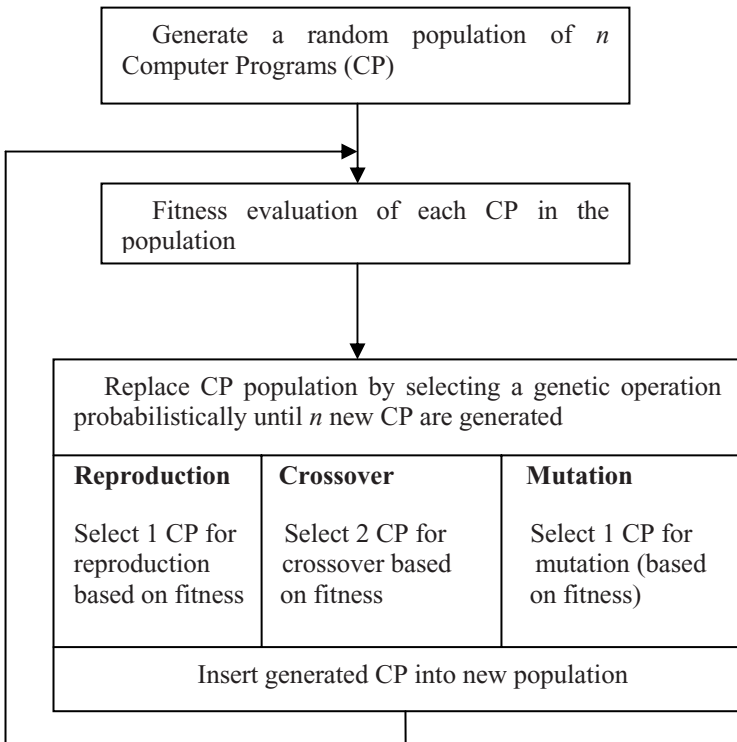 Generate a random population of n
Computer Programs (CP)
Fitness evaluation of each CP in the
population
Replace CP population by selecting a genetic operation
probabilistically until n new CP are generated
Reproduction
Select 1 CP for
reproduction
based on fitness
Crossover
Select 2 CP for
crossover based
on fitness
Mutation
Select 1 CP for
mutation (based
on fitness)
Insert generated CP into new population